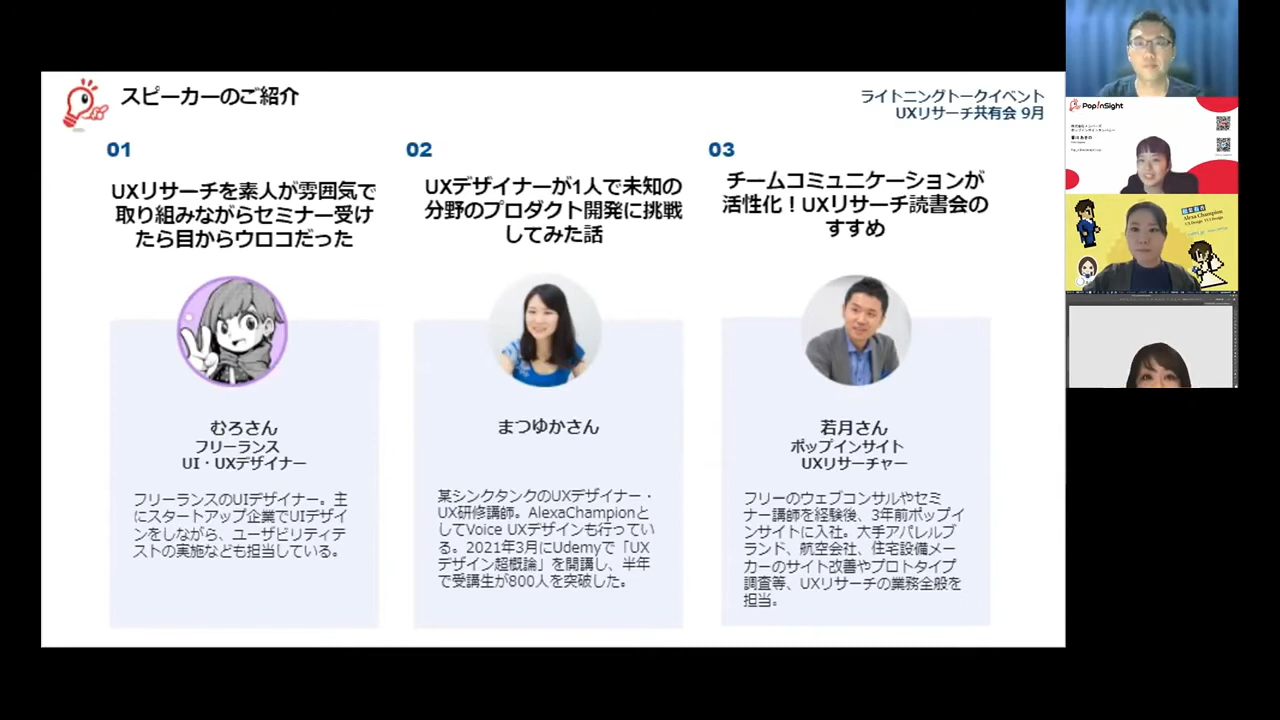 スピーカーのご紹介
ライトニングトークイベント
UXリサーチ共有会 9月
01
UXリサーチを素人が雰囲気で
取り組みながらセミナー受け
たら目からウロコだった
むろさん
フリーランス
UI・UXデザイナー
フリーランスのUIデザイナー。主
にスタートアップ企業でUIデザイ
ンをしながら、ユーザビリティテ
ストの実施なども担当している。
02
UXデザイナーが1人で未知の
分野のプロダクト開発に挑戦
してみた話
まつゆかさん
某シンクタンクのUXデザイナー・
UX研修講師。AlexaChampionと
してVoice UXデザインも行ってい
る。2021年3月にUdemyで「UX
デザイン超概論」を開講し、半年
で受講生が800人を突破した。
03
チームコミュニケーションが
活性化！UXリサーチ読書会の
すすめ
若月さん
ポップインサイト
UXリサーチャー
フリーのウェブコンサルやセミ
ナー講師を経験後、3年前ポップイ
ンサイトに入社。大手アパレルブ
ランド、航空会社、住宅設備メー
カーのサイト改善やプロトタイプ
調査等、UXリサーチの業務全般を
担当。
PopInSight
Alexa Champion